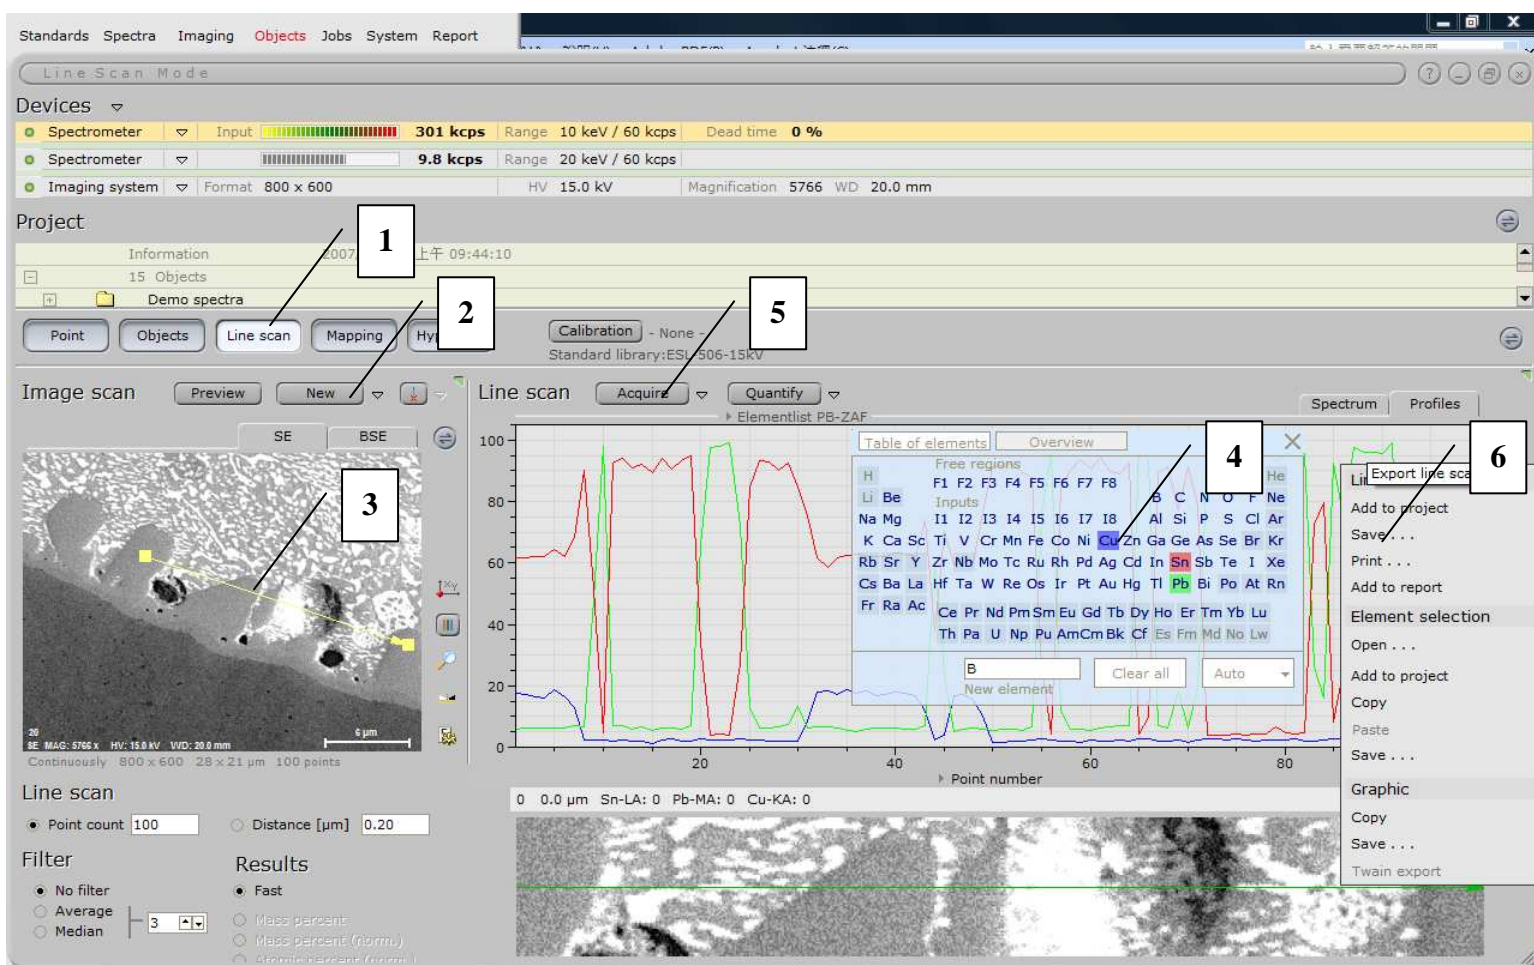 Standards Spectra Imaging Objects Jobs System Report
Line Scan Mode
Devices
Spectrometer Input 301 kcps Range 10 keV / 60 kcps Dead time 0 %
Spectrometer 9.8 kcps Range 20 keV / 60 kcps
Imaging system Format 800 x 600 HV 15.0 kV Magnification 5766 WD 20.0 mm
Project
1
Information 2007/ 上午 09:44:10
15 Objects
Demo spectra
2
5
Point Objects Line scan Mapping Calibration - None -
Standard library:ESL-506-15kV
Image scan Preview New
SE BSE
3
20
SE MAG: 5766 x HV: 15.0 kV WD: 20.0 mm 6 µm
Continuously 800 x 600 28 x 21 µm 100 points
Line scan
Point count 100 Distance [µm] 0.20
Filter
No filter
Average
Median
3
Results
Fast
Mass percent
Mass percent (norm.)
Atomic percent (norm.)
Line scan Acquire Quantify
Spectrum Profiles
Elementlist PB-ZAF
100
80
60
40
20
0
20 40 60 80
Point number
Table of elements Overview
4
Free regions
H F1 F2 F3 F4 F5 F6 F7 F8 He
Li Be Inputs B C N O F Ne
Na Mg I1 I2 I3 I4 I5 I6 I7 I8 Al Si P S Cl Ar
K Ca Sc Ti V Cr Mn Fe Co Ni Cu Zn Ga Ge As Se Br Kr
Rb Sr Y Zr Nb Mo Tc Ru Rh Pd Ag Cd In Sn Sb Te I Xe
Cs Ba La Hf Ta W Re Os Ir Pt Au Hg Tl Pb Bi Po At Rn
Fr Ra Ac Ce Pr Nd Pm Sm Eu Gd Tb Dy Ho Er Tm Yb Lu
Th Pa U Np Pu Am Cm Bk Cf Es Fm Md No Lw
B
New element
Clear all Auto
6
Export line sca
Add to project
Save . . .
Print . . .
Add to report
Element selection
Open . . .
Add to project
Copy
Paste
Save . . .
Graphic
Copy
Save . . .
Twain export
0 0.0 µm Sn-LA: 0 Pb-MA: 0 Cu-KA: 0